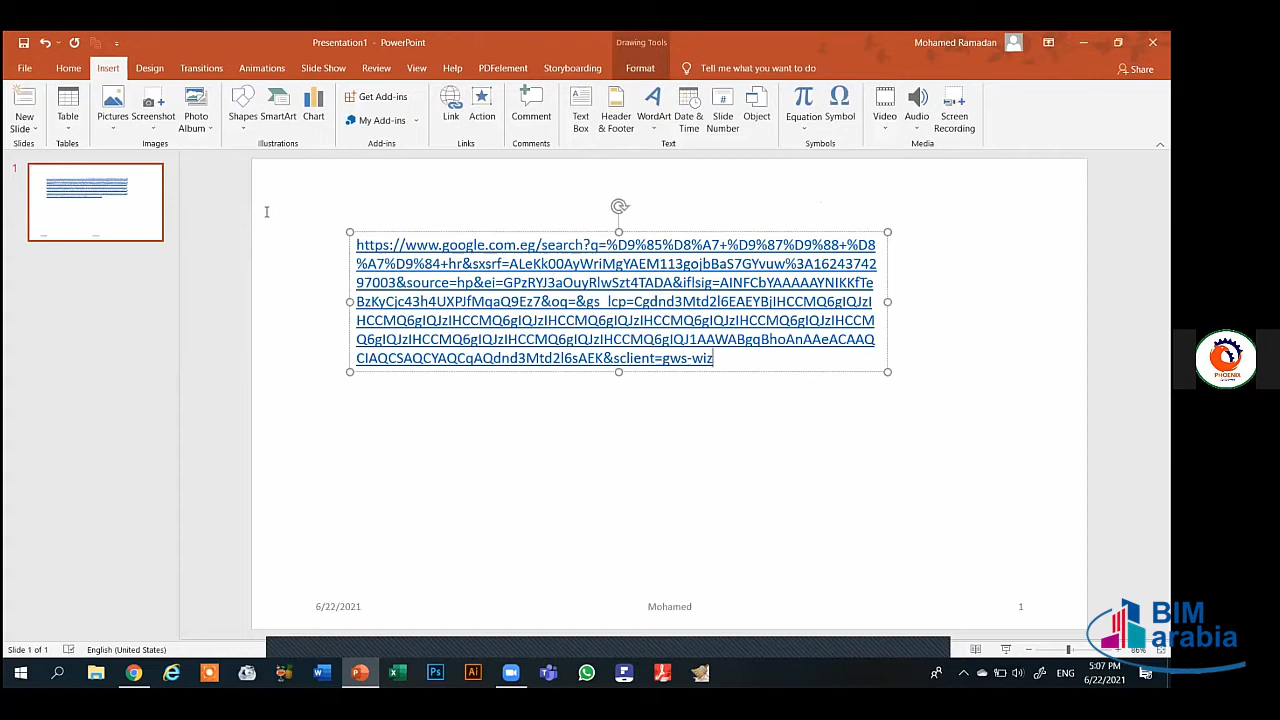 Presentation1 - PowerPoint
Drawing Tools
Mohamed Ramadan
File Home Insert Design Transitions Animations Slide Show Review View Help PDFelement Storyboarding Format Tell me what you want to do Share
New Slide
Table
Pictures
Screenshot
Photo Album
Shapes
SmartArt
Chart
Get Add-ins
My Add-ins
Link
Action
Comment
Text Box
Header & Footer
WordArt
Date & Time
Slide Number
Object
Equation
Symbol
Video
Audio
Screen Recording
Slides Tables Images Illustrations Add-ins Links Comments Text Symbols Media
1
https://www.google.com.eg/search?q=%D9%85%D8%A7+%D9%87%D9%88+%D8
%A7%D9%84+hr&sxsrf=ALeKk00AyWriMgYAEM113gojbBaS7GYvuw%3A16243742
97003&source=hp&ei=GPzRYJ3aOuyRlwSzt4TADA&iflsig=AINFCbYAAAAAYNIKKfTe
BzKyCjc43h4UXPJfMqaQ9Ez7&oq=&gs_lcp=Cgdnd3Mtd2l6EAEYBjIHCCMQ6gIQJzI
HCCMQ6gIQJzIHCCMQ6gIQJzIHCCMQ6gIQJzIHCCMQ6gIQJzIHCCMQ6gIQJzIHCCM
Q6gIQJzIHCCMQ6gIQJzIHCCMQ6gIQJzIHCCMQ6gIQJ1AAWABgqBhoAnAAeACAAQ
CIAQCSAQCYAQCqAQdnd3Mtd2l6sAEK&sclient=gws-wiz
6/22/2021 Mohamed 1
PHOENIX
BIM
arabia
Slide 1 of 1 English (United States) 86%
ENG
5:07 PM
6/22/2021